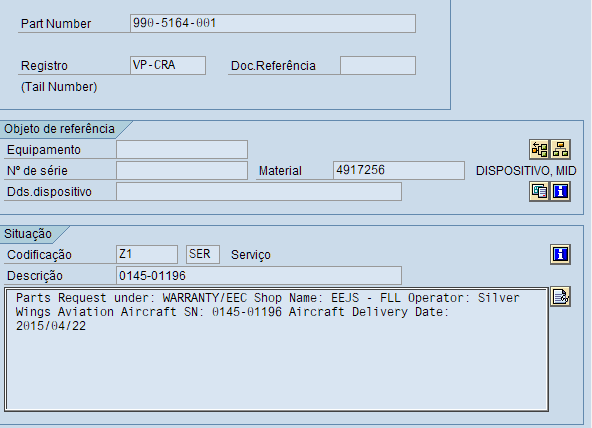 Part Number 990-5164-001
Registro VP-CRA Doc.Referência
(Tail Number)
Objeto de referência
Equipamento
Nº de série Material 4917256 DISPOSITIVO, MID
Dds.dispositivo
Situação
Codificação Z1 SER Serviço
Descrição 0145-01196
Parts Request under: WARRANTY/EEC Shop Name: EEJS - FLL Operator: Silver
Wings Aviation Aircraft SN: 0145-01196 Aircraft Delivery Date:
2015/04/22